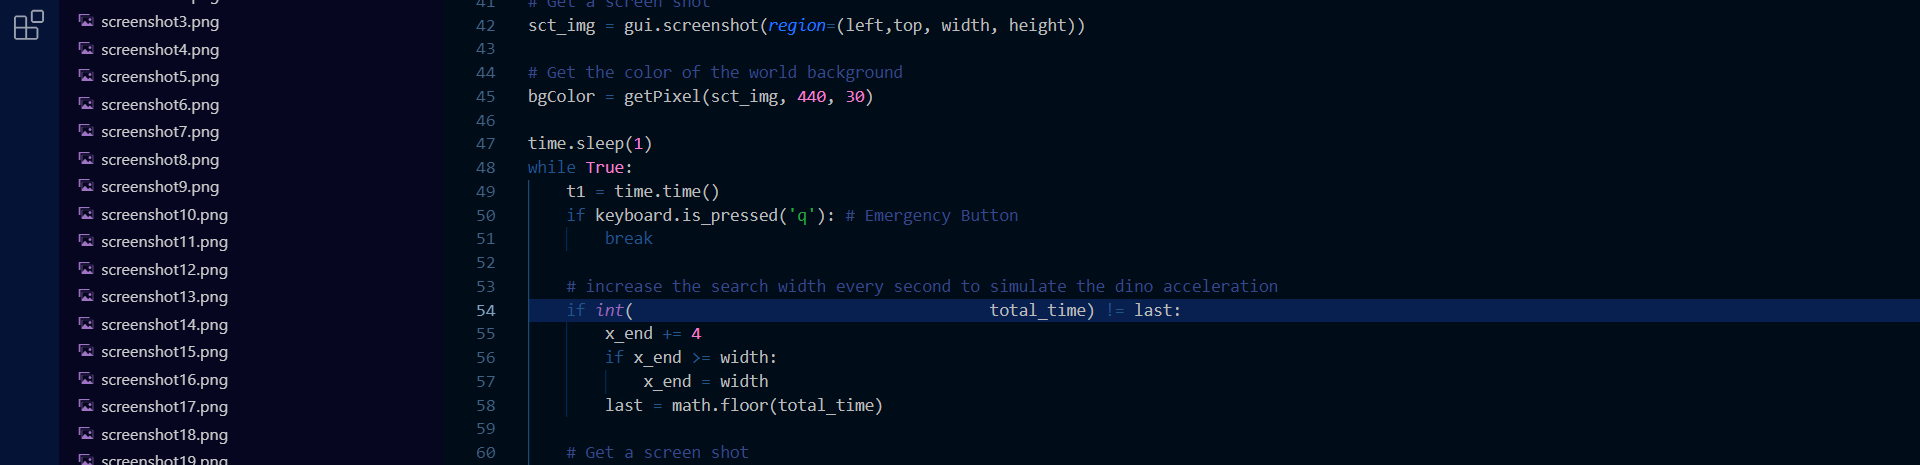 screenshot3.png
screenshot4.png
screenshot5.png
screenshot6.png
screenshot7.png
screenshot8.png
screenshot9.png
screenshot10.png
screenshot11.png
screenshot12.png
screenshot13.png
screenshot14.png
screenshot15.png
screenshot16.png
screenshot17.png
screenshot18.png
screenshot19.png
41 # Get a screen shot
42 sct_img = gui.screenshot(region=(left,top, width, height))
43
44 # Get the color of the world background
45 bgColor = getPixel(sct_img, 440, 30)
46
47 time.sleep(1)
48 while True:
49     t1 = time.time()
50     if keyboard.is_pressed('q'): # Emergency Button
51         break
52
53     # increase the search width every second to simulate the dino acceleration
54     if int(                                     total_time) != last:
55         x_end += 4
56         if x_end >= width:
57             x_end = width
58         last = math.floor(total_time)
59
60     # Get a screen shot